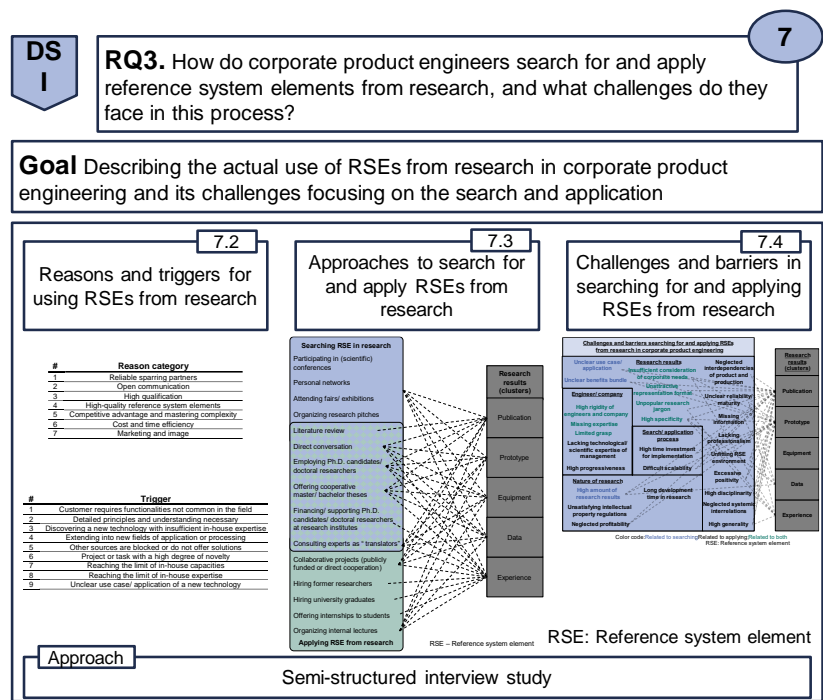 DS
I
7
RQ3. How do corporate product engineers search for and apply
reference system elements from research, and what challenges do they
face in this process?
Goal Describing the actual use of RSEs from research in corporate product
engineering and its challenges focusing on the search and application
7.2
Reasons and triggers for
using RSEs from research
# Reason category
1 Reliable sparring partners
2 Open communication
3 High qualification
4 High-quality reference system elements
5 Competitive advantage and mastering complexity
6 Cost and time efficiency
7 Marketing and image
# Trigger
1 Customer requires functionalities not common in the field
2 Detailed principles and understanding necessary
3 Discovering a new technology with insufficient in-house expertise
4 Extending into new fields of application or processing
5 Other sources are blocked or do not offer solutions
6 Project or task with a high degree of novelty
7 Reaching the limit of in-house capacities
8 Reaching the limit of in-house expertise
9 Unclear use case/ application of a new technology
7.3
Approaches to search for
and apply RSEs from
research
Searching RSE in research
Participating in (scientific)
conferences
Personal networks
Attending fairs/ exhibitions
Organizing research pitches
Literature review
Direct conversation
Employing Ph.D. candidates/
doctoral researchers
Offering cooperative
master/ bachelor theses
Financing/ supporting Ph.D.
candidates/ doctoral researchers
at research institutes
Consulting experts as "translators"
Collaborative projects (publicly
funded or direct cooperation)
Hiring former researchers
Hiring university graduates
Offering internships to students
Organizing internal lectures
Applying RSE from research
Research
results
(clusters)
Publication
Prototype
Equipment
Data
Experience
RSE – Reference system element
7.4
Challenges and barriers in
searching for and applying
RSEs from research
Challenges and barriers searching for and applying RSEs
from research in corporate product engineering
Unclear use case/
application
Unclear benefits bundle
Engineer/ company
High rigidity of
engineers and company
Missing expertise
Limited grasp
Lacking technological/
scientific expertise of
management
High progressiveness
Nature of research
High amount of
research results
Unsatisfying intellectual
property regulations
Neglected profitability
Long development
time in research
Research results
Insufficient consideration
of corporate needs
Unattractive
representation format
Unpopular research
jargon
High specificity
Search/ application
process
High time investment
for implementation
Difficult scalability
Neglected
interdependencies
of product and
production
Unclear reliability/
maturity
Missing
information
Lacking
professionalism
Limiting RSE
environment
Excessive
positivity
High disciplinarity
Neglected systemic
interrelations
High generality
Research
results
(clusters)
Publication
Prototype
Equipment
Data
Experience
Color code: Related to searching Related to applying Related to both
RSE: Reference system element
RSE: Reference system element
Approach
Semi-structured interview study